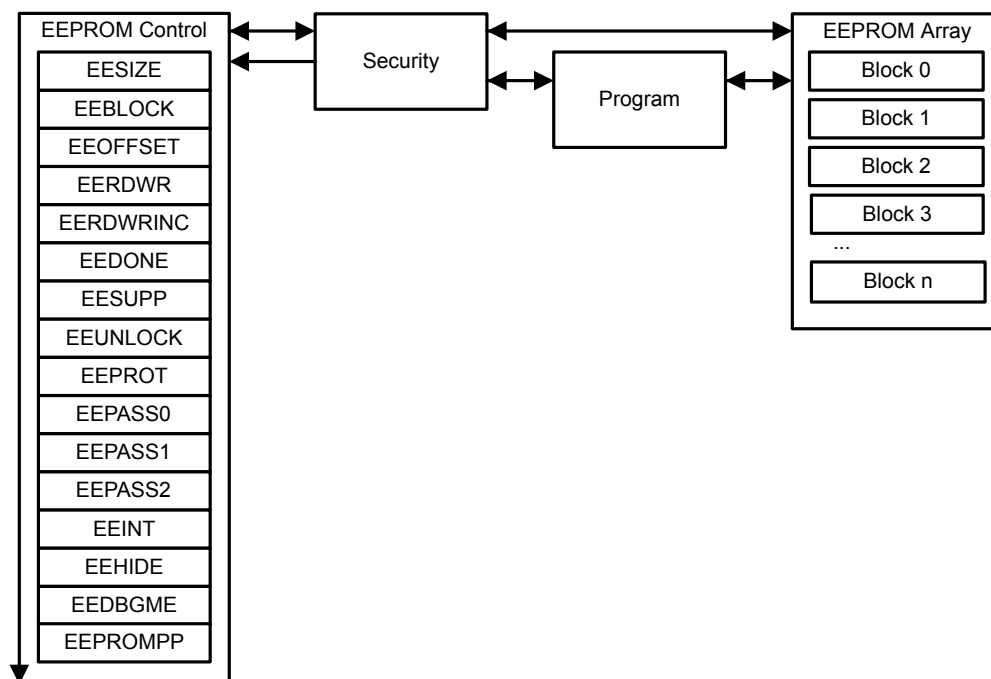 EEPROM Control
EESIZE
EEBLOCK
EEOFFSET
EERDWR
EERDWRINC
EEDONE
EESUPP
EEUNLOCK
EEPROT
EEPASS0
EEPASS1
EEPASS2
EEINT
EEHIDE
EEDBGME
EEPROMPP
Security
Program
EEPROM Array
Block 0
Block 1
Block 2
Block 3
...
Block n